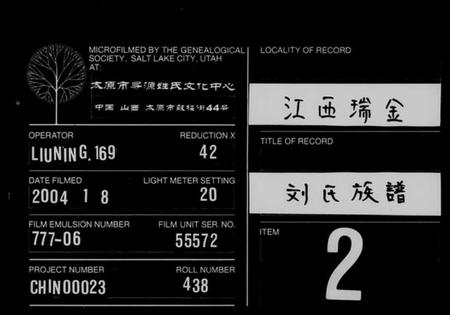 MICROFILMED BY THE GENEALOGICAL
SOCIETY, SALT LAKE CITY, UTAH
AT:
太原市寻源姓氏文化中心
中国 山西 太原市鼓楼街44号
OPERATOR REDUCTION X
LIUNING.169 42
DATE FILMED LIGHT METER SETTING
2004 1 8 20
FILM EMULSION NUMBER FILM UNIT SER. NO.
777-06 55572
PROJECT NUMBER ROLL NUMBER
CHIN00023 438
LOCALITY OF RECORD
江西瑞金
TITLE OF RECORD
刘氏族譜
ITEM
2